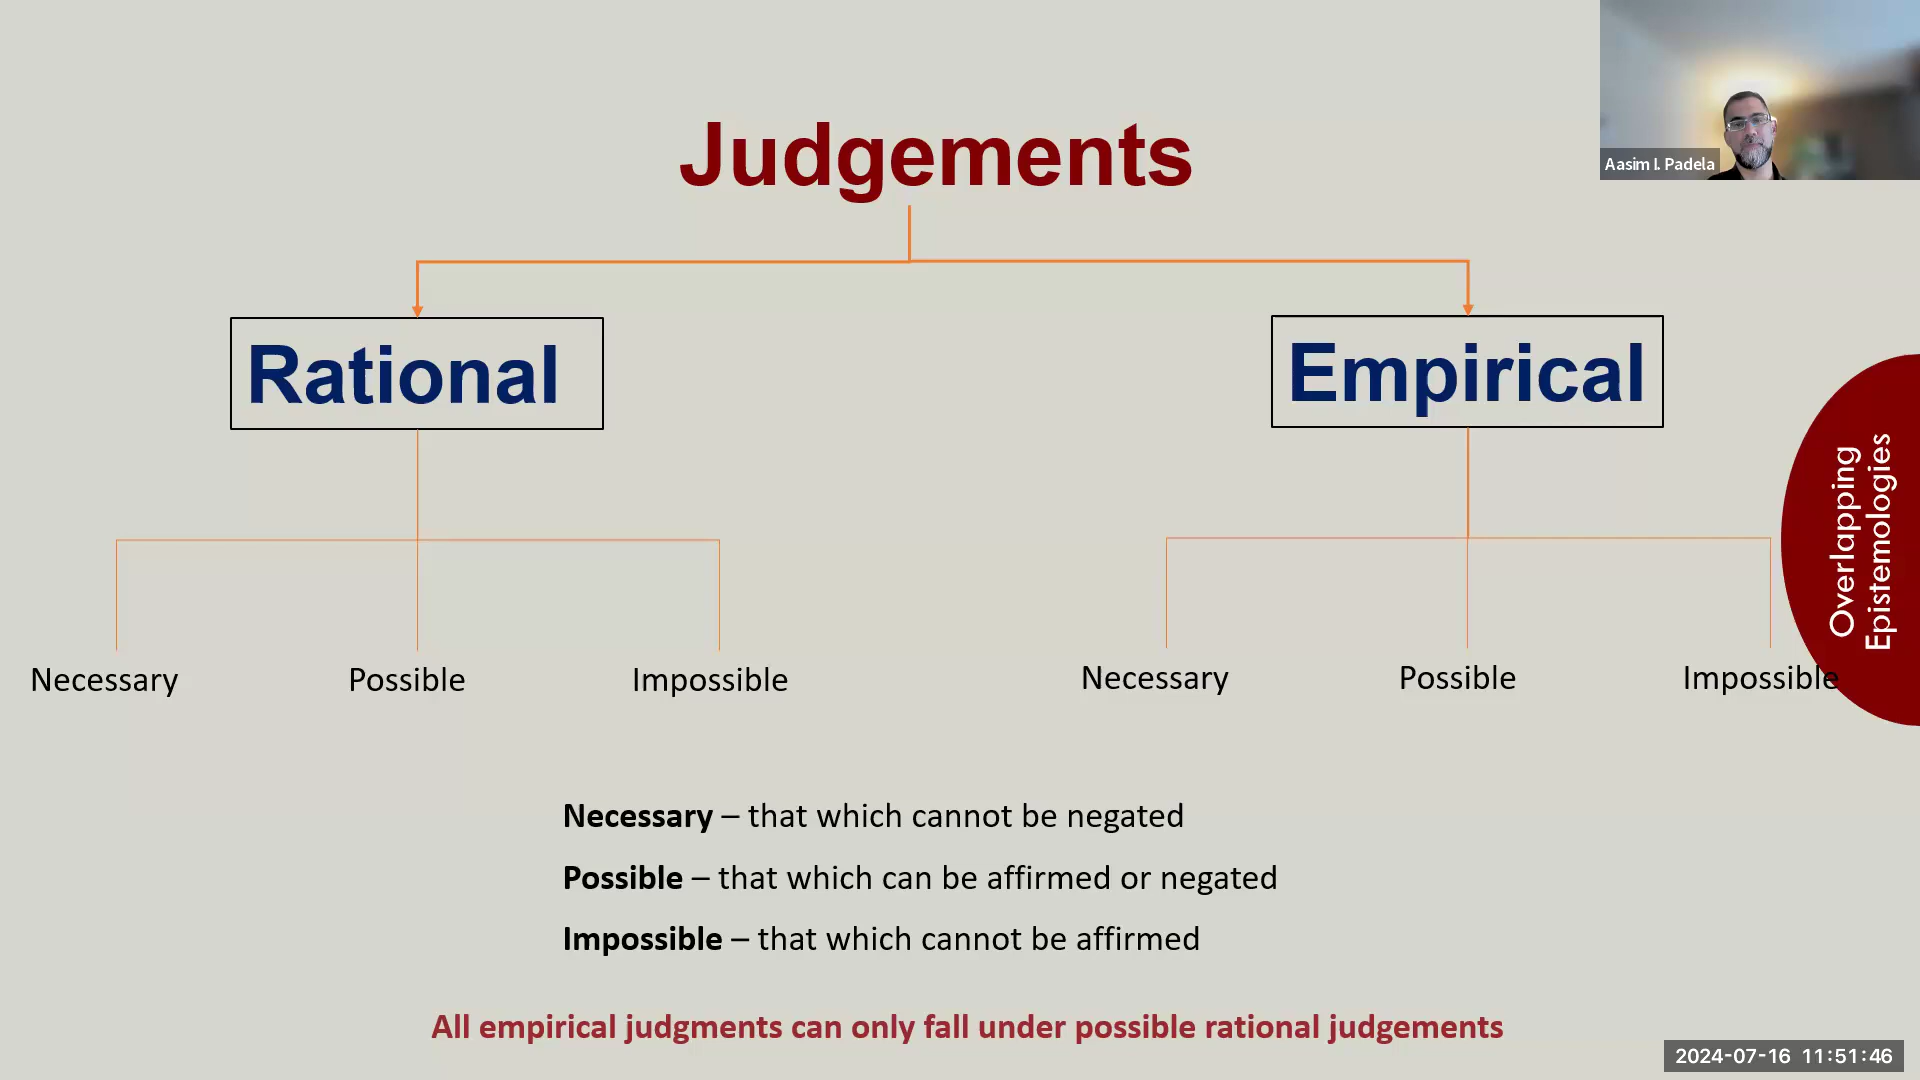 Judgements
Aasim I. Padela
Rational
Empirical
Overlapping
Epistemologies
Necessary
Possible
Impossible
Necessary
Possible
Impossible
Necessary – that which cannot be negated
Possible – that which can be affirmed or negated
Impossible – that which cannot be affirmed
All empirical judgments can only fall under possible rational judgements
2024-07-16 11:51:46